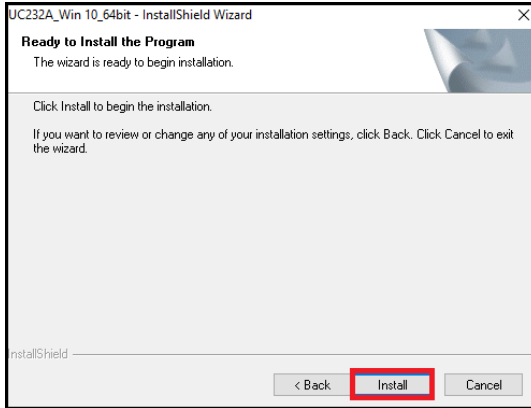 UC232A_Win 10_64bit - InstallShield Wizard
Ready to Install the Program
The wizard is ready to begin installation.
Click Install to begin the installation.
If you want to review or change any of your installation settings, click Back. Click Cancel to exit
the wizard.
InstallShield
< Back Install Cancel